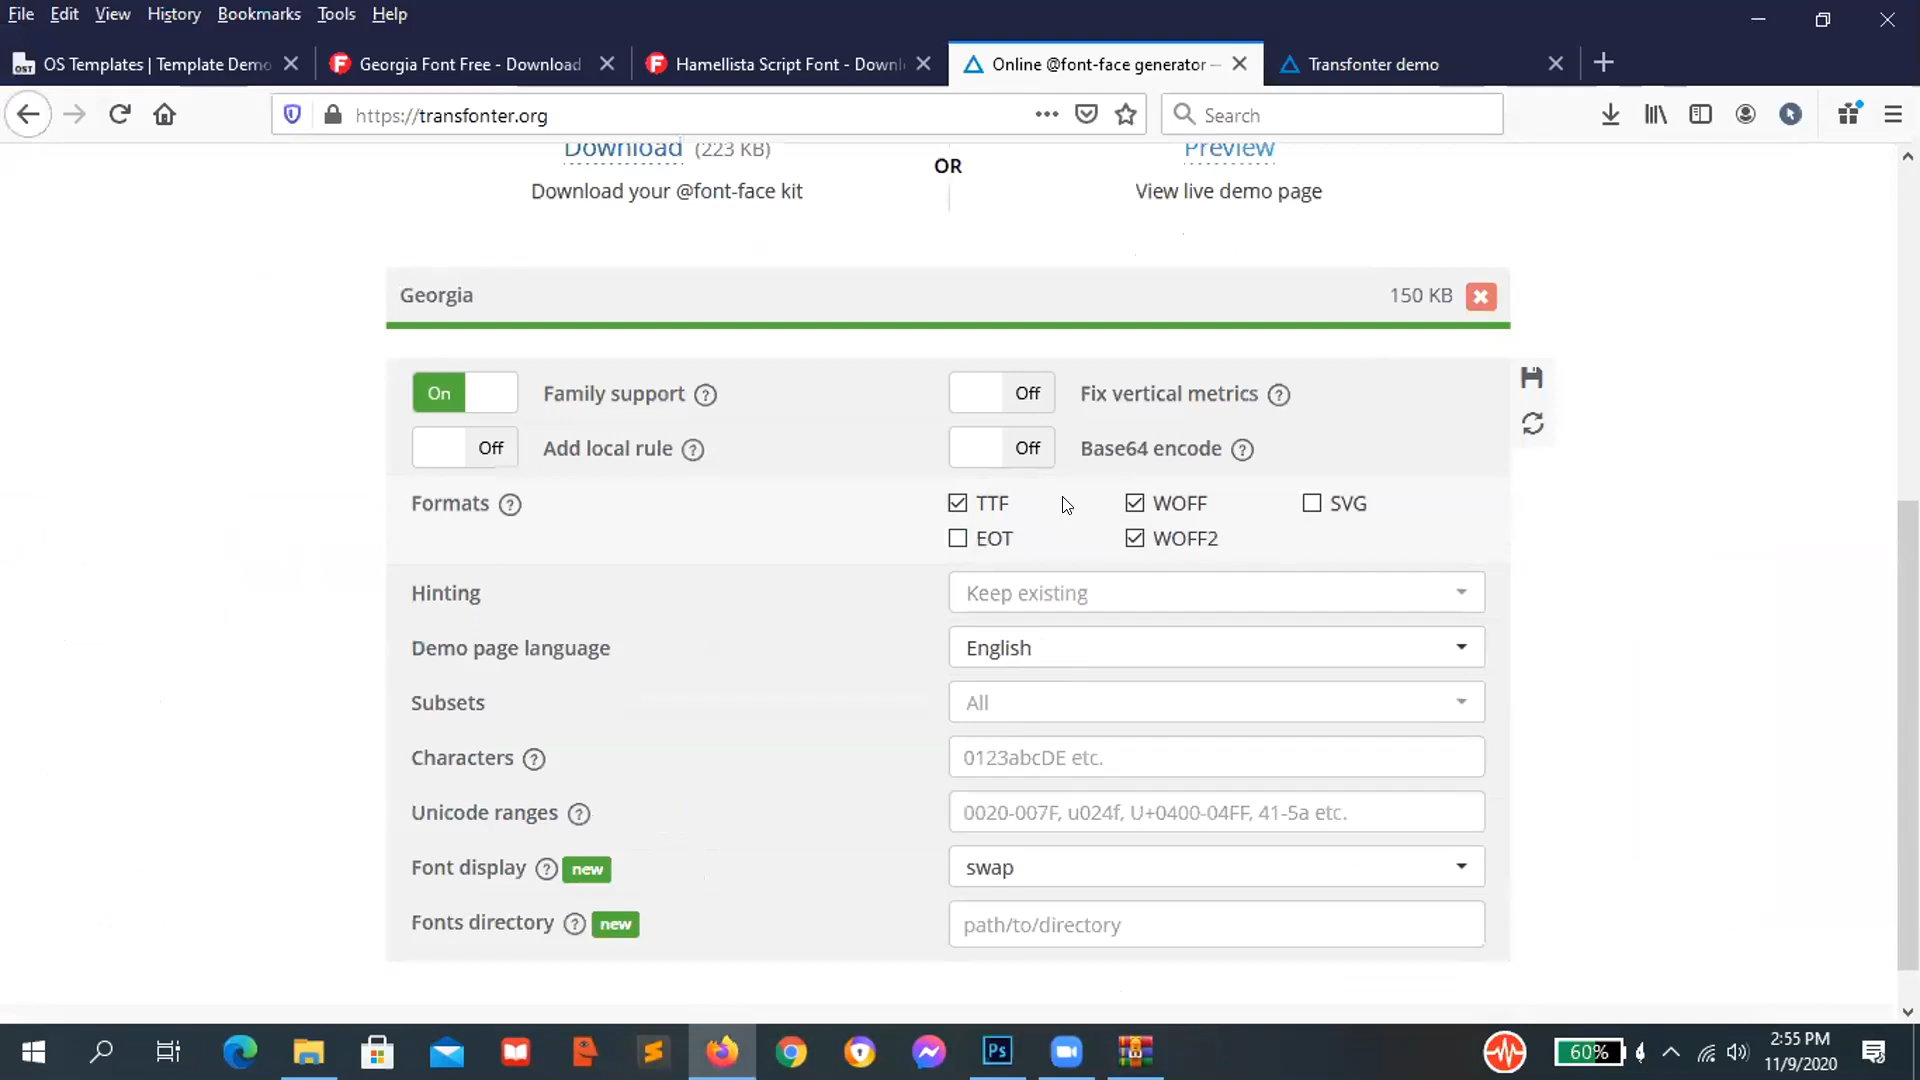 File Edit View History Bookmarks Tools Help
OST OS Templates | Template Demo
Georgia Font Free - Download
Hamellista Script Font - Downl
Online @font-face generator –
Transfonter demo
https://transfonter.org
Search
Download (223 KB)
OR
Preview
Download your @font-face kit
View live demo page
Georgia
150 KB
On Family support ?
Off Fix vertical metrics ?
Off Add local rule ?
Off Base64 encode ?
Formats ?
TTF WOFF SVG
EOT WOFF2
Hinting
Keep existing
Demo page language
English
Subsets
All
Characters ?
0123abcDE etc.
Unicode ranges ?
0020-007F, u024f, U+0400-04FF, 41-5a etc.
Font display ? new
swap
Fonts directory ? new
path/to/directory
Ps
60%
2:55 PM
11/9/2020